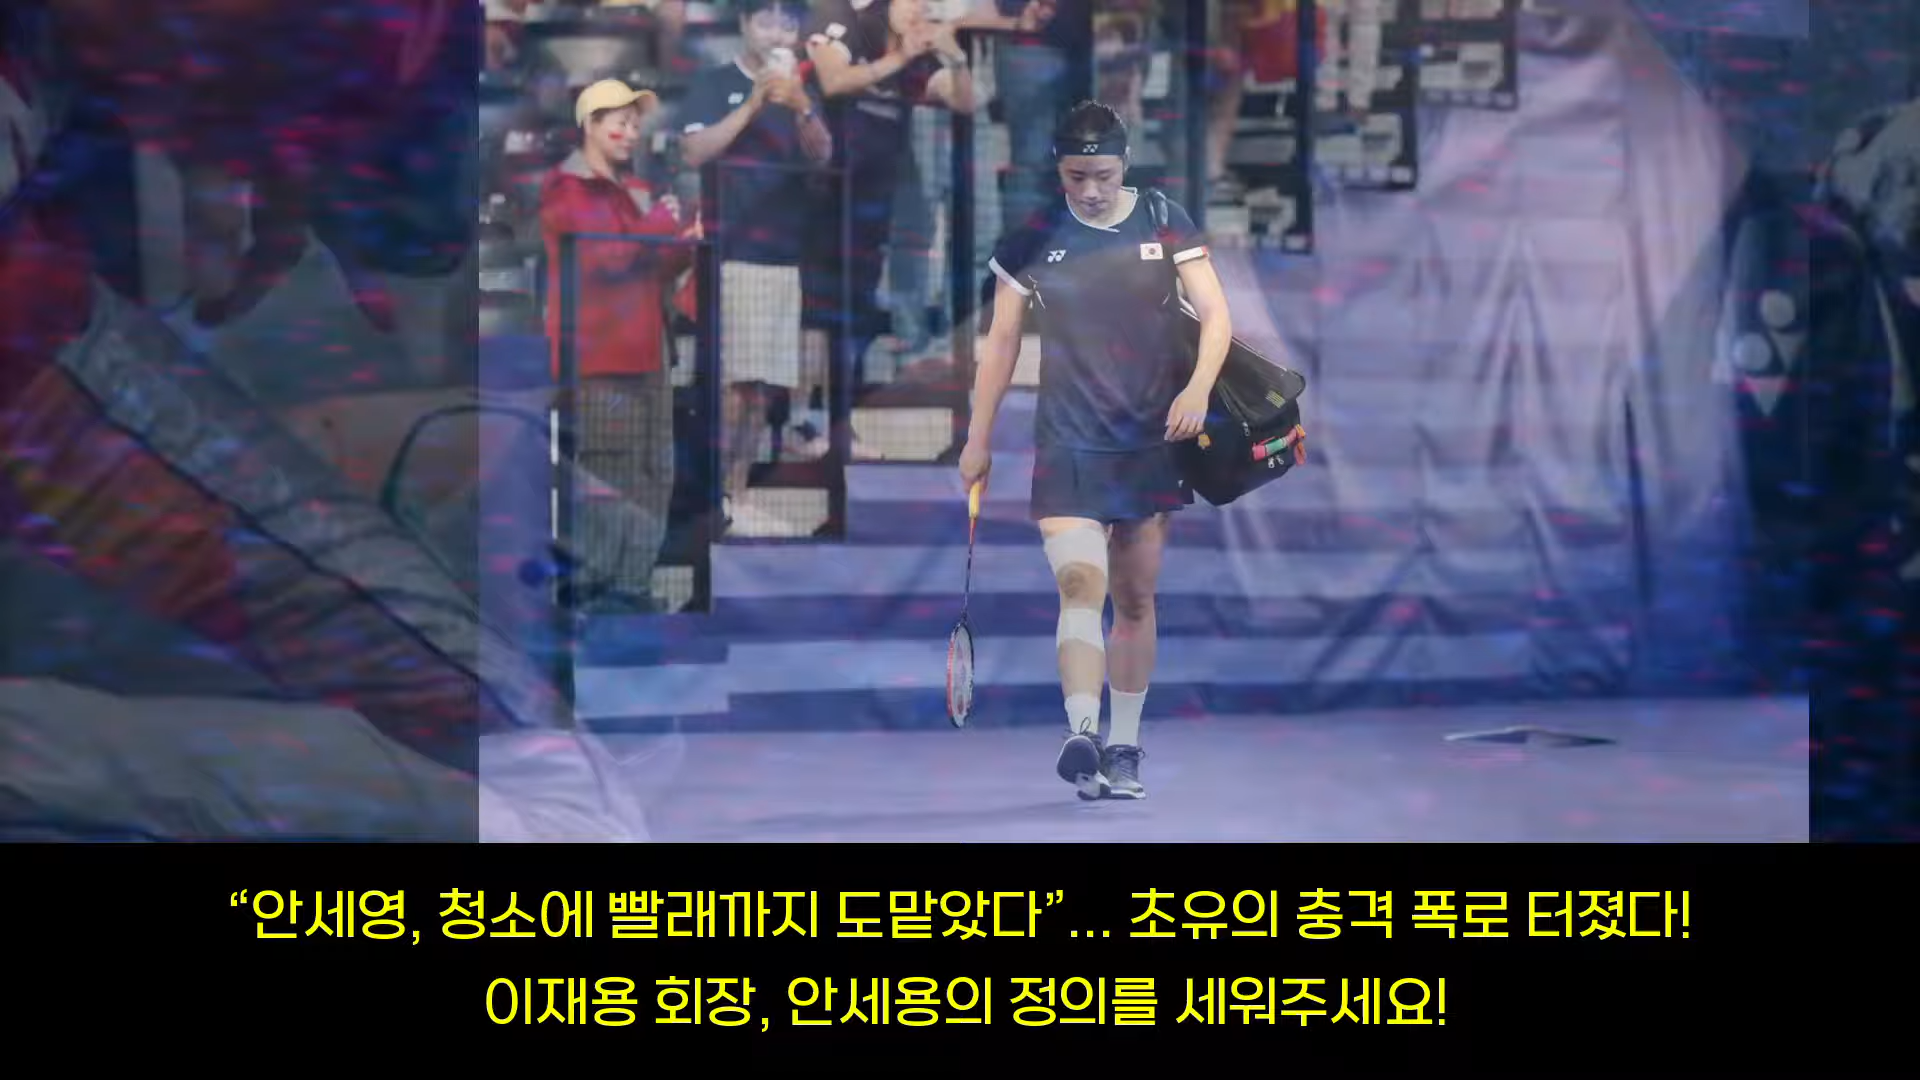 “안세영, 청소에 빨래까지 도맡았다”... 초유의 충격 폭로 터졌다!
이재용 회장, 안세용의 정의를 세워주세요!